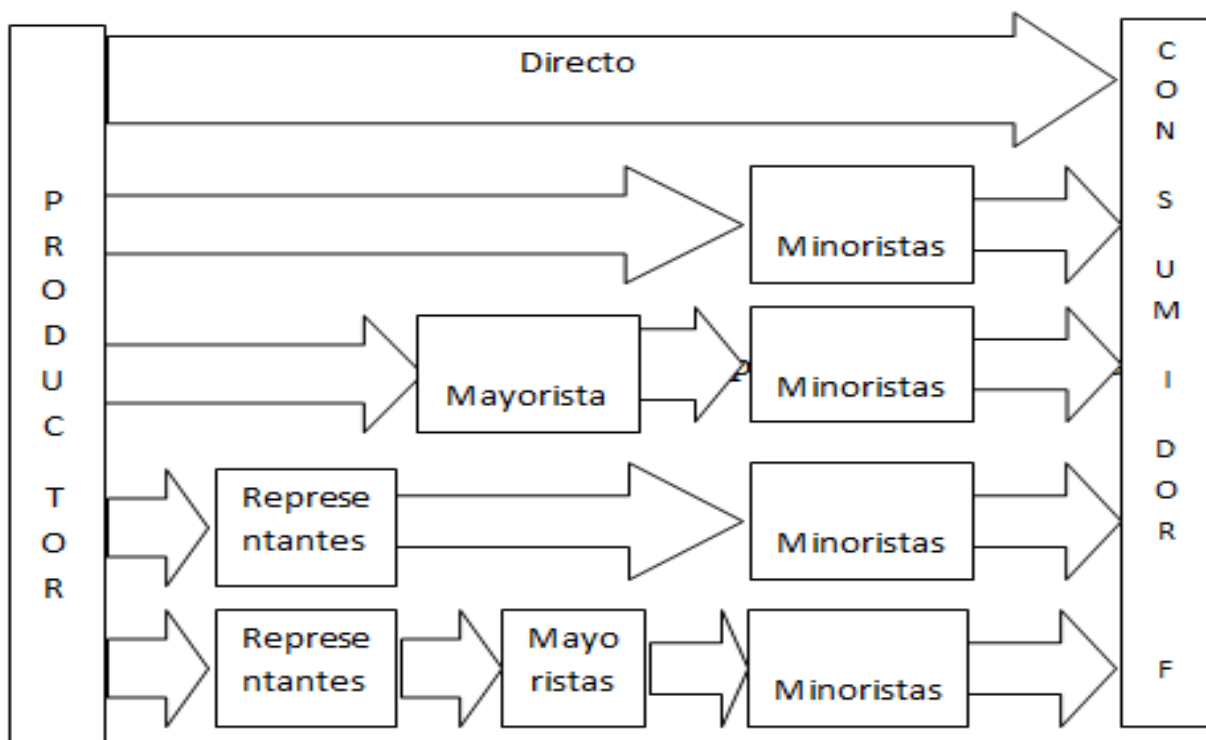 P
R
O
D
U
C
T
O
R
Directo
Minoristas
Mayorista
Minoristas
Represe
ntantes
Minoristas
Represe
ntantes
Mayo
ristas
Minoristas
C
O
N
S
U
M
I
D
O
R
F